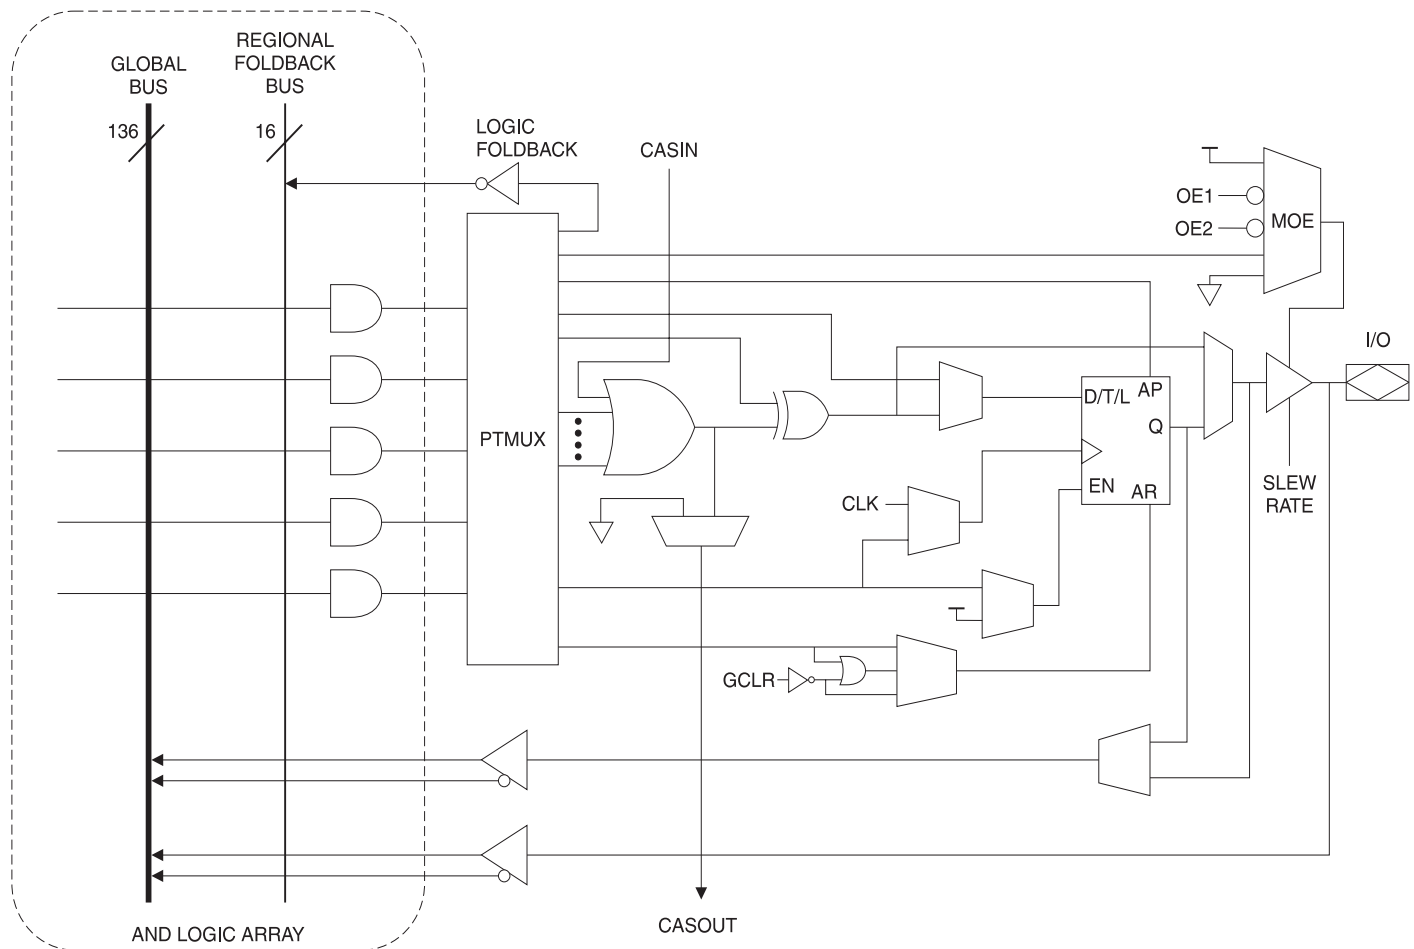 REGIONAL
FOLDBACK
BUS
GLOBAL
BUS
136
16
LOGIC
FOLDBACK
CASIN
OE1
OE2
MOE
I/O
D/T/L
AP
Q
PTMUX
EN
AR
SLEW
RATE
CLK
GCLR
CASOUT
AND LOGIC ARRAY